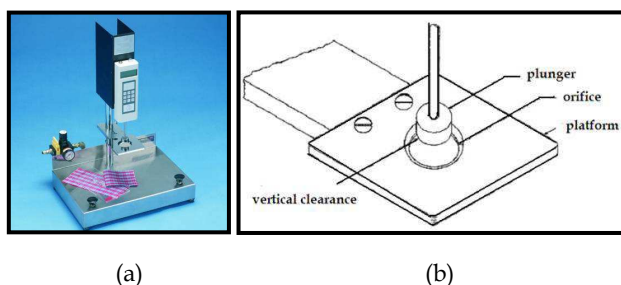 plunger
orifice
platform
vertical clearance
(a)
(b)